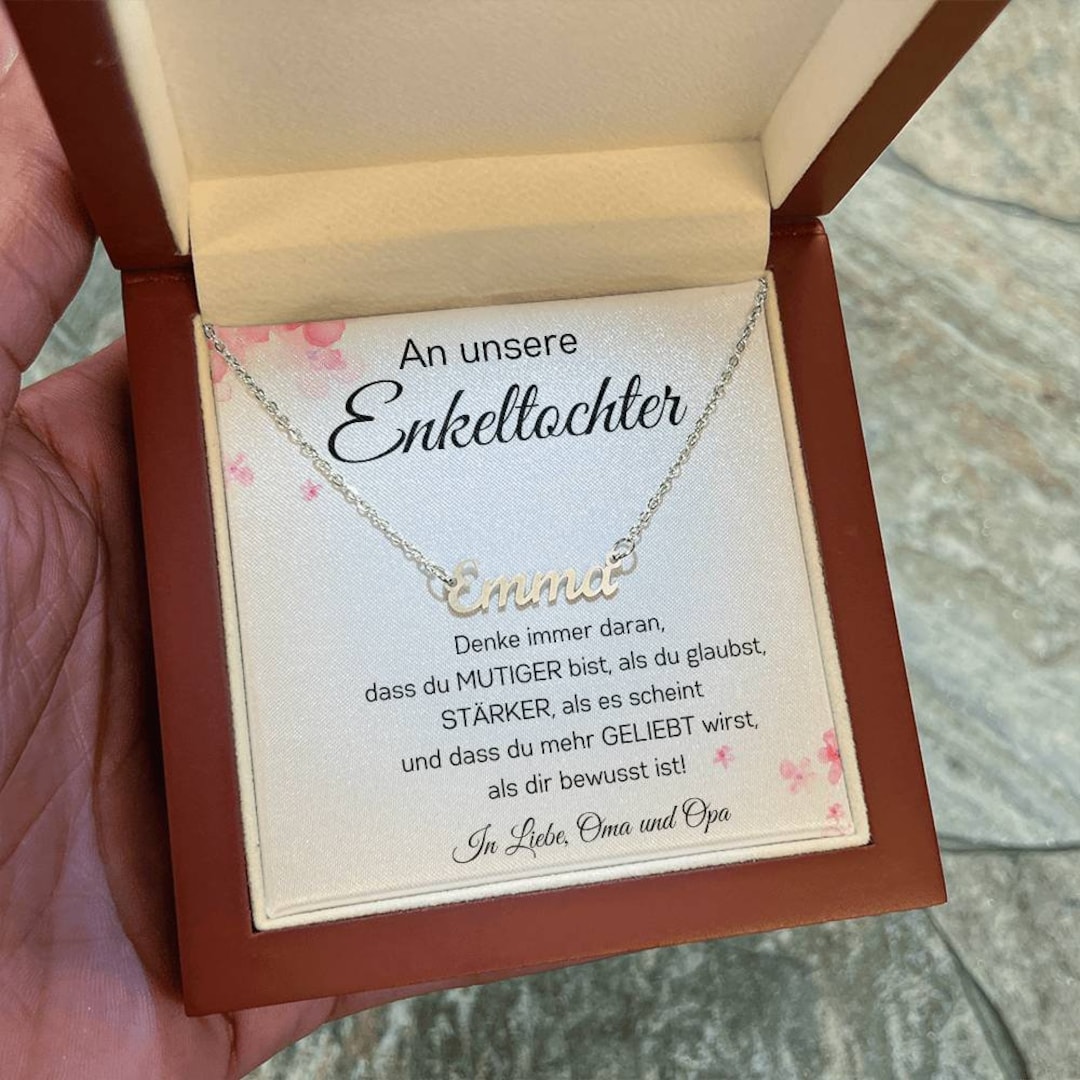 An unsere
Enkeltochter
Emma
Denke immer daran,
dass du MUTIGER bist, als du glaubst,
STÄRKER, als es scheint
und dass du mehr GELIEBT wirst,
als dir bewusst ist!
In Liebe, Oma und Opa